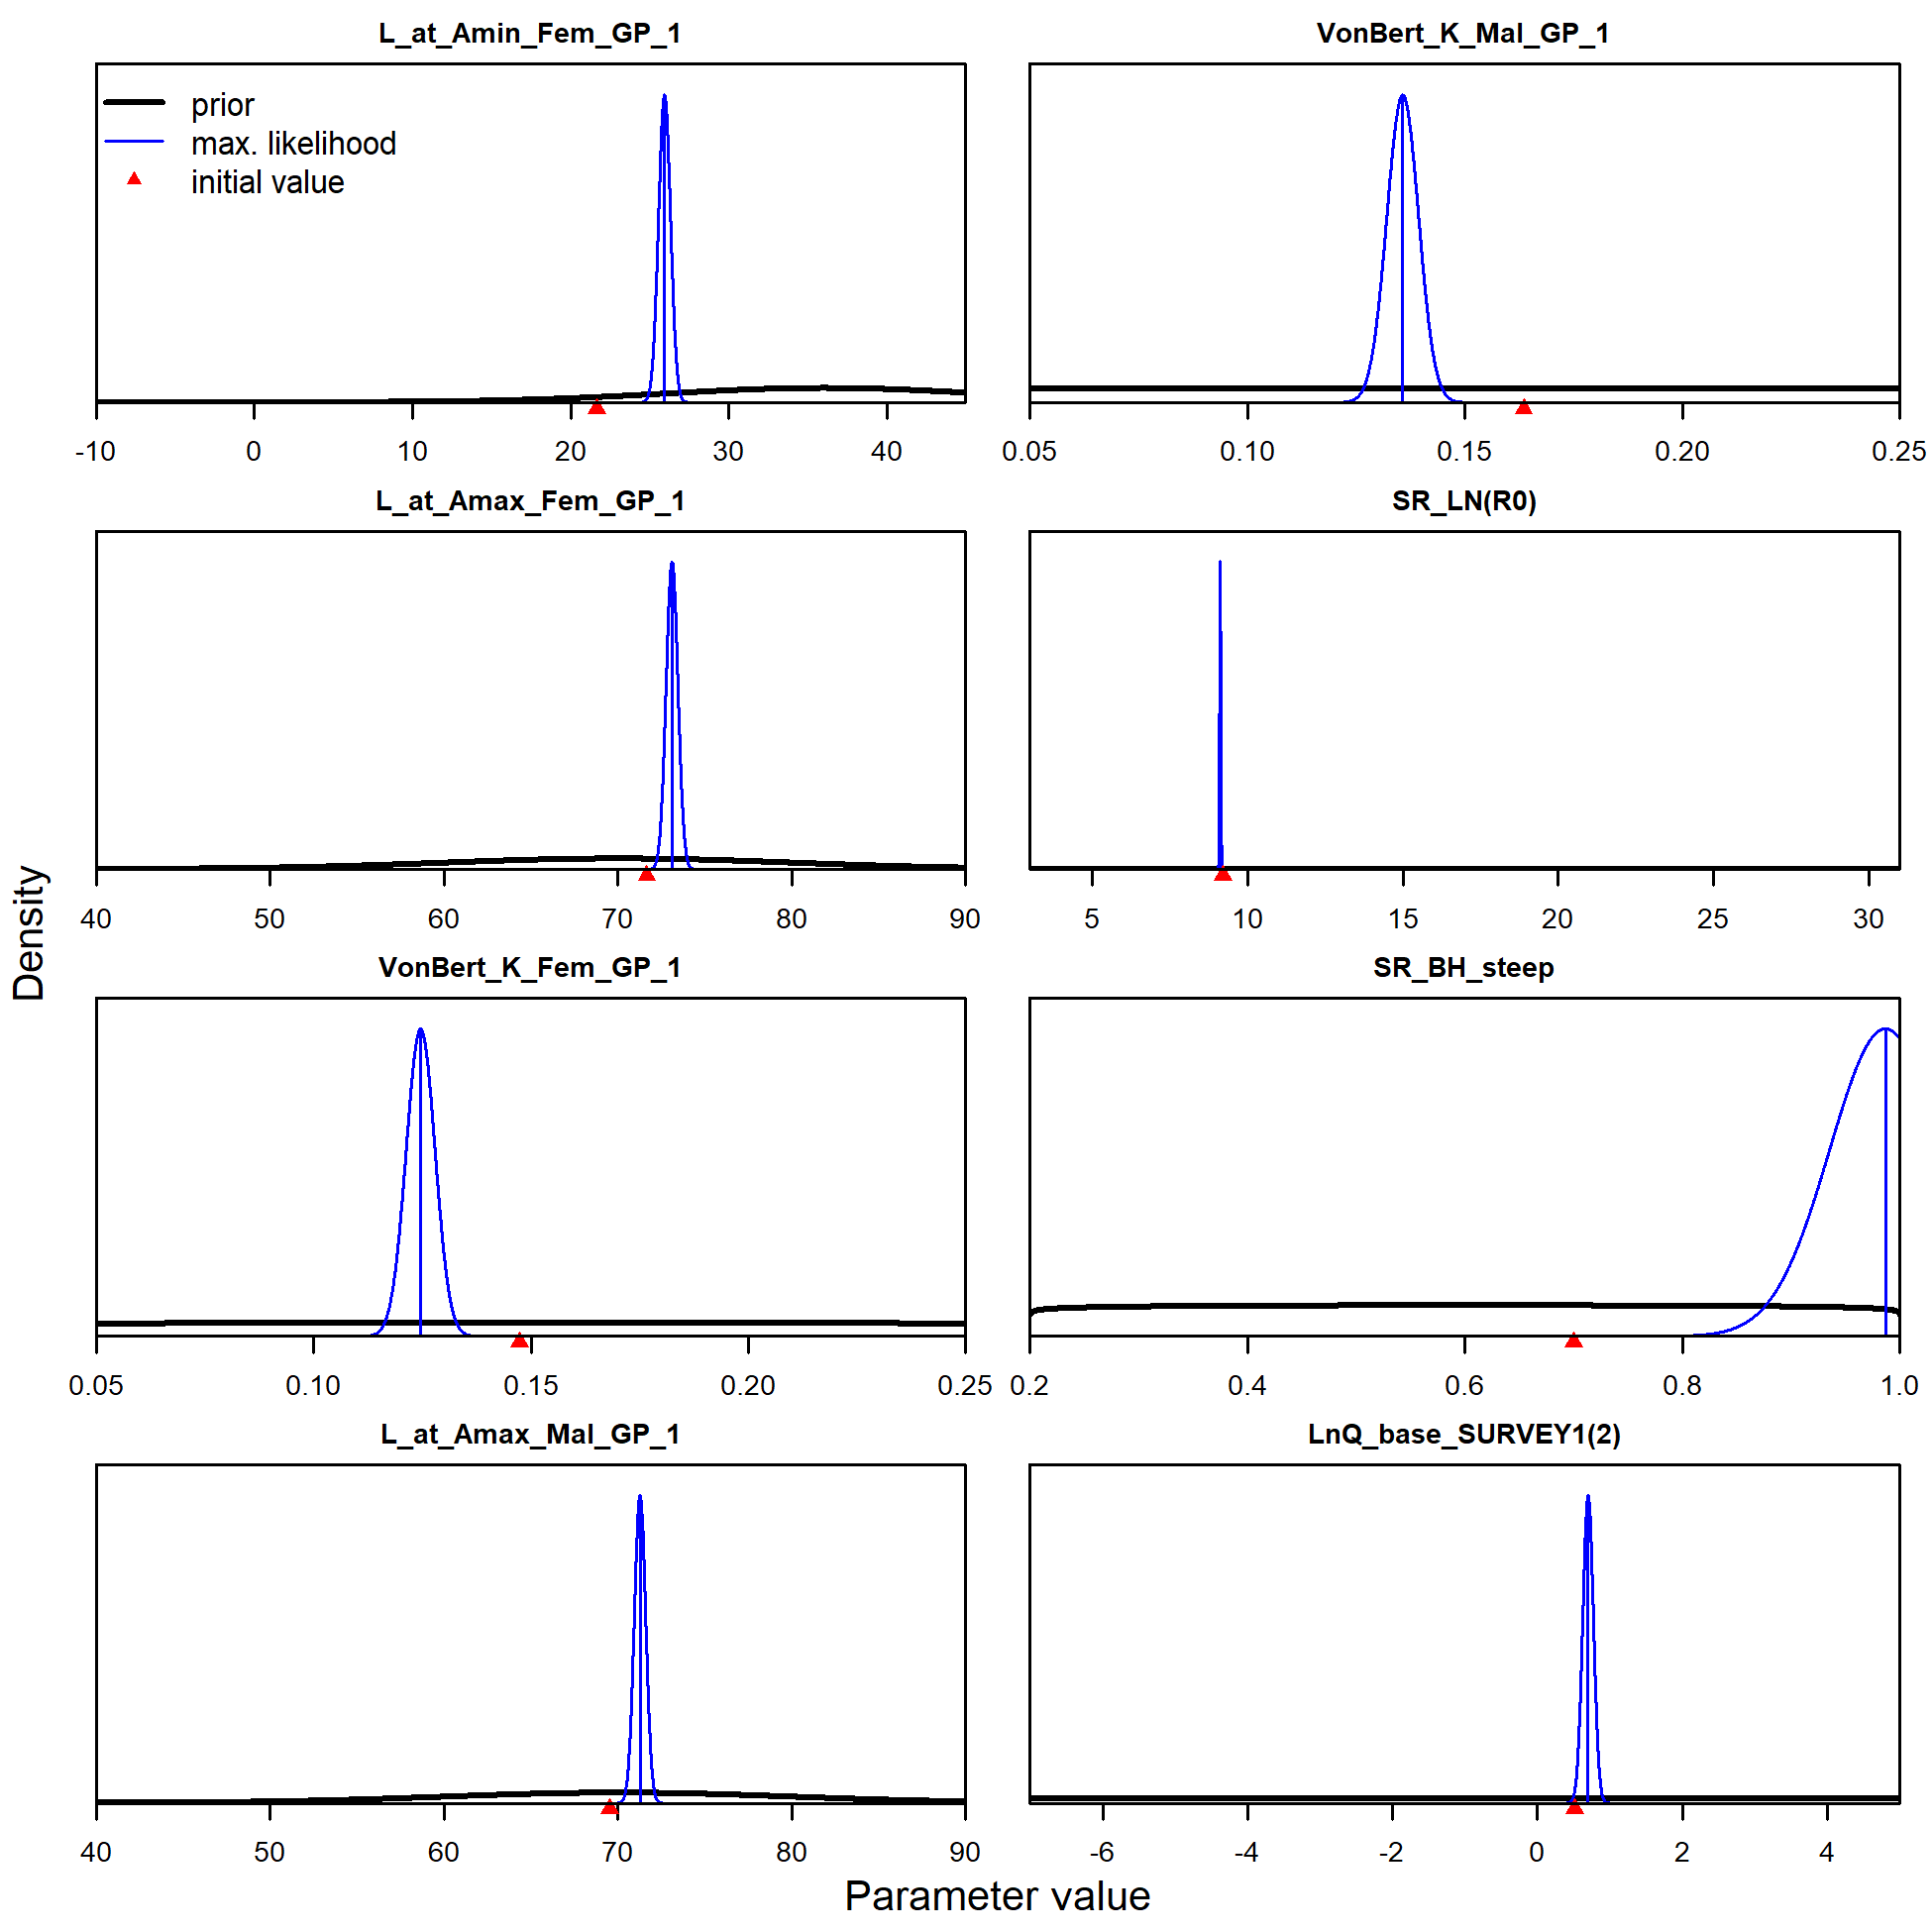 L_at_Amin_Fem_GP_1
prior
max. likelihood
initial value
-10 0 10 20 30 40
VonBert_K_Mal_GP_1
0.05 0.10 0.15 0.20 0.25
L_at_Amax_Fem_GP_1
40 50 60 70 80 90
SR_LN(R0)
5 10 15 20 25 30
VonBert_K_Fem_GP_1
0.05 0.10 0.15 0.20 0.25
SR_BH_steep
0.2 0.4 0.6 0.8 1.0
L_at_Amax_Mal_GP_1
40 50 60 70 80 90
LnQ_base_SURVEY1(2)
-6 -4 -2 0 2 4
Density
Parameter value